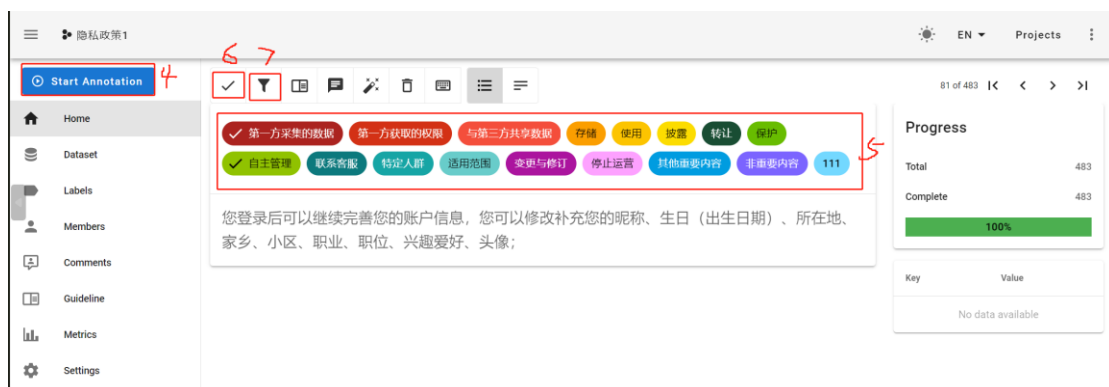 隐私政策1
EN
Projects
6
7
4
Start Annotation
81 of 483
Home
Dataset
Labels
Members
Comments
Guideline
Metrics
Settings
第一方采集的数据 第一方获取的权限 与第三方共享数据 存储 使用 披露 转让 保护
自主管理 联系客服 特定人群 适用范围 变更与修订 停止运营 其他重要内容 非重要内容 111
5
您登录后可以继续完善您的账户信息，您可以修改补充您的昵称、生日（出生日期）、所在地、
家乡、小区、职业、职位、兴趣爱好、头像；
Progress
Total 483
Complete 483
100%
Key Value
No data available